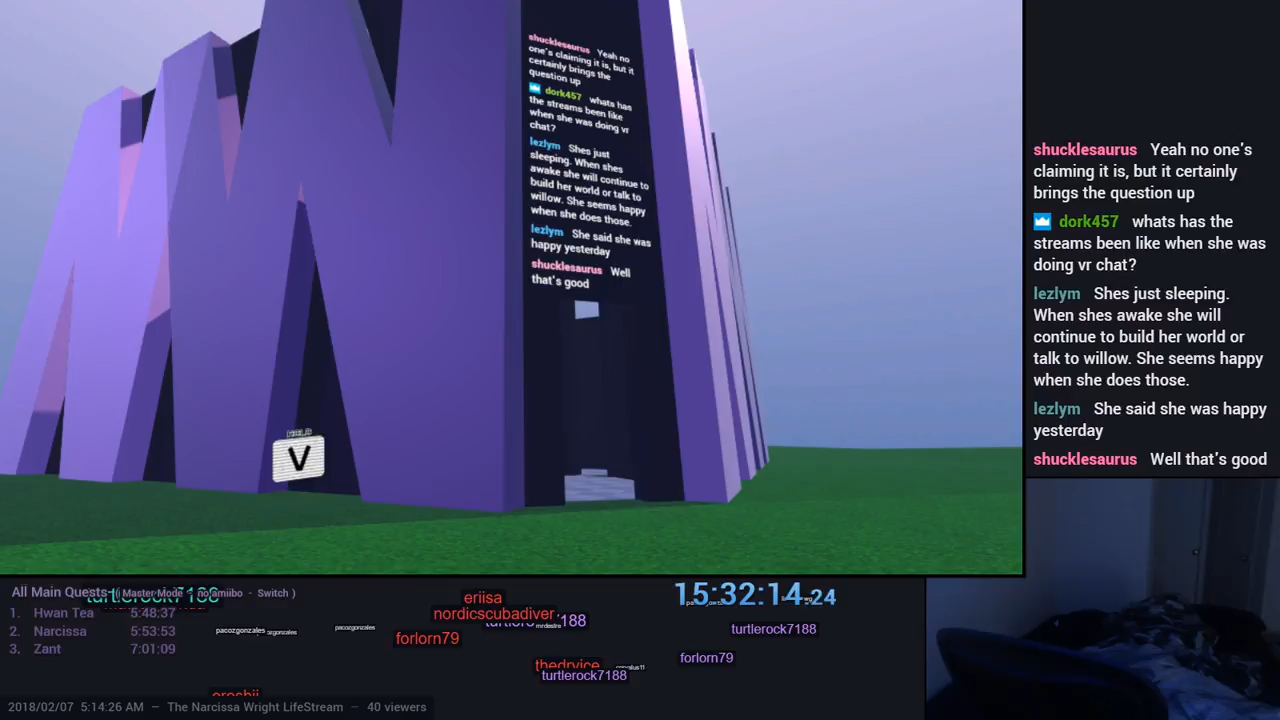 shucklesaurus Yeah no
one's claiming it is, but it
certainly brings the
question up
dork457 whats has
the streams been like
when she was doing vr
chat?
lezlym Shes just
sleeping. When shes
awake she will continue to
build her world or talk to
willow. She seems happy
when she does those.
lezlym She said she was
happy yesterday
shucklesaurus Well
that's good
V
shucklesaurus Yeah no one's
claiming it is, but it certainly
brings the question up
dork457 whats has the
streams been like when she was
doing vr chat?
lezlym Shes just sleeping.
When shes awake she will
continue to build her world or
talk to willow. She seems happy
when she does those.
lezlym She said she was happy
yesterday
shucklesaurus Well that's good
All Main Quests ( Master Mode - no amiibo - Switch )
turtlerock7188
1. Hwan Tea 5:48:37
2. Narcissa 5:53:53
3. Zant 7:01:09
pacozgonzales
pacozgonzales
eriisa
nordicscubadiver
forlorn79
thedrvice
turtlerock7188
15:32:14.24
turtlerock7188
forlorn79
2018/02/07 5:14:26 AM – The Narcissa Wright LifeStream – 40 viewers